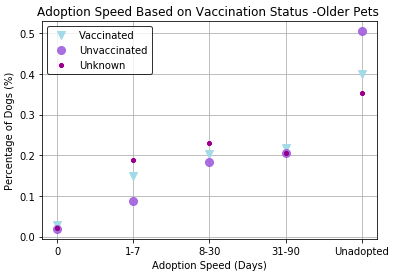 Adoption Speed Based on Vaccination Status -Older Pets
Vaccinated
Unvaccinated
Unknown
Percentage of Dogs (%)
0.5
0.4
0.3
0.2
0.1
0.0
0 1-7 8-30 31-90 Unadopted
Adoption Speed (Days)